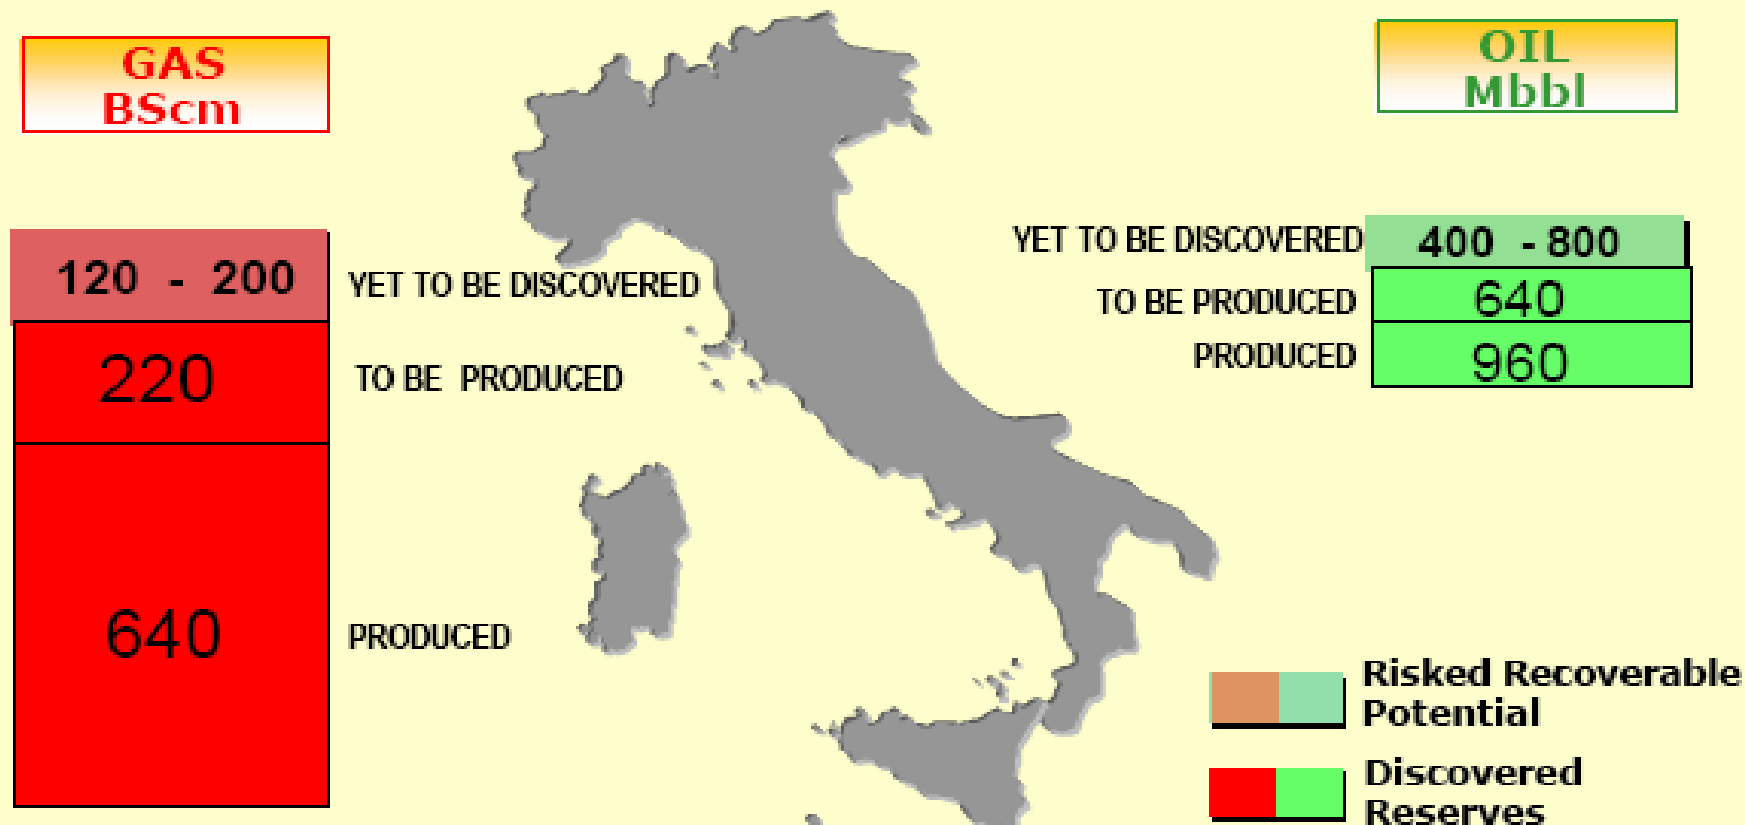 GAS
BScm
OIL
Mbbl
120 - 200
YET TO BE DISCOVERED
220
TO BE PRODUCED
640
PRODUCED
YET TO BE DISCOVERED
400 - 800
TO BE PRODUCED
640
PRODUCED
960
Risked Recoverable
Potential
Discovered
Reserves